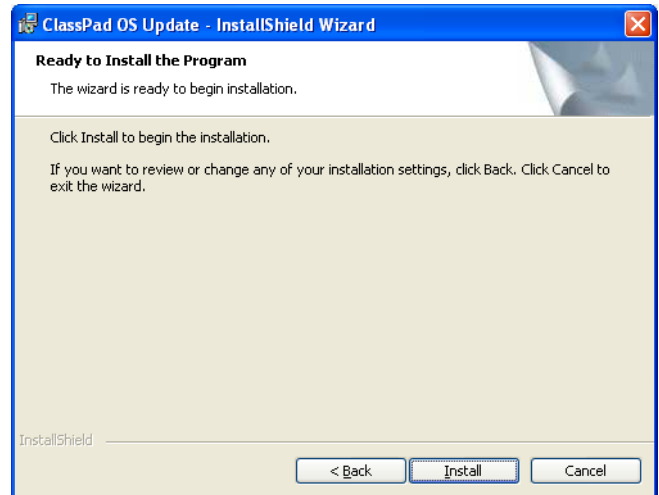 ClassPad OS Update - InstallShield Wizard
Ready to Install the Program
The wizard is ready to begin installation.
Click Install to begin the installation.
If you want to review or change any of your installation settings, click Back. Click Cancel to
exit the wizard.
InstallShield
< Back Install Cancel